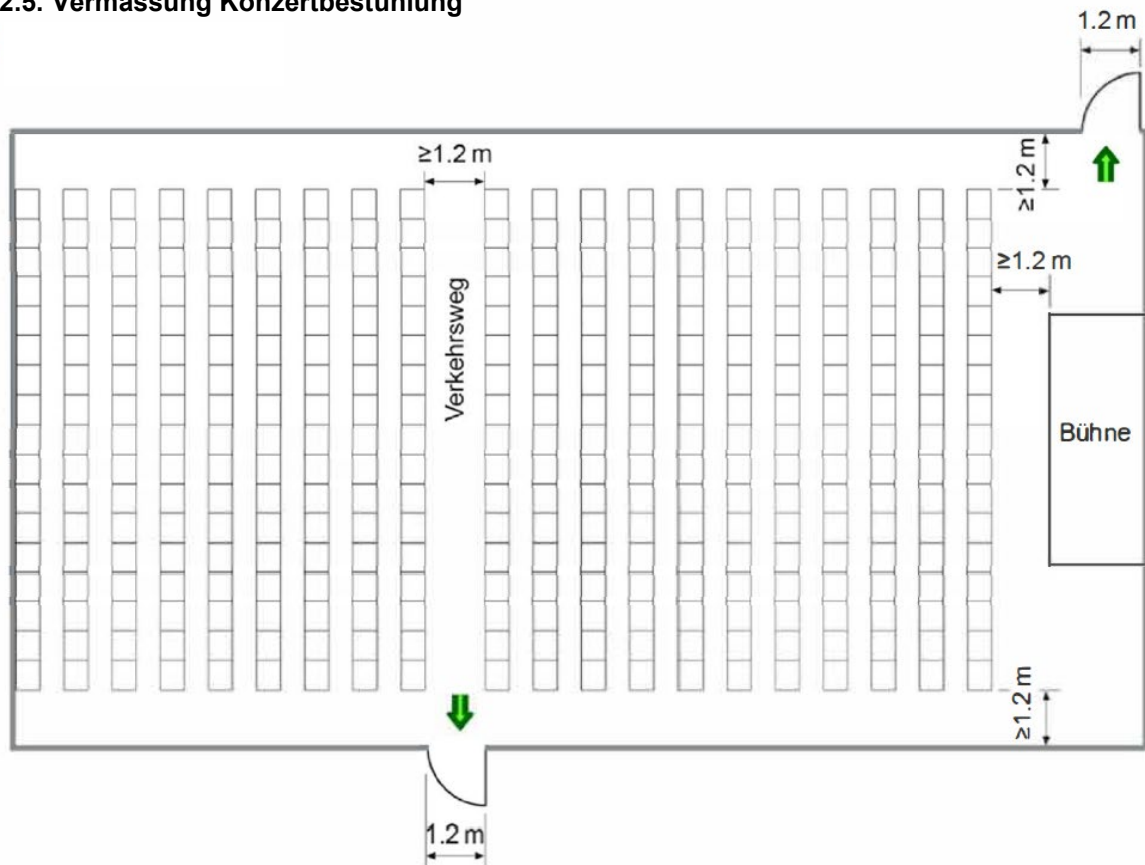 2.5. Vermassung Konzertbestuhlung
1.2 m
≥1.2 m
≥1.2 m
≥1.2 m
Verkehrsweg
Bühne
≥1.2 m
1.2 m